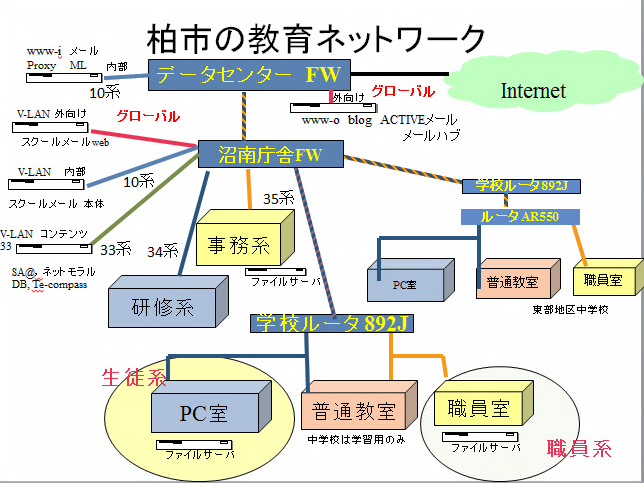 柏市の教育ネットワーク
www-i メール
Proxy ML
内部
10系
データセンター FW
Internet
外向け
グローバル
www-o blog ACTIVEメール
メールハブ
V-LAN 外向け
グローバル
スクールメールweb
沼南庁舎FW
V-LAN 内部
10系
スクールメール 本体
学校ルータ892J
ルータAR550
35系
V-LAN コンテンツ
33
33系
34系
事務系
ファイルサーバ
SA@, ネットモラル
DB, Te-compass
研修系
PC室
普通教室
職員室
東部地区中学校
学校ルータ892J
生徒系
PC室
普通教室
職員室
ファイルサーバ
中学校は学習用のみ
ファイルサーバ
職員系